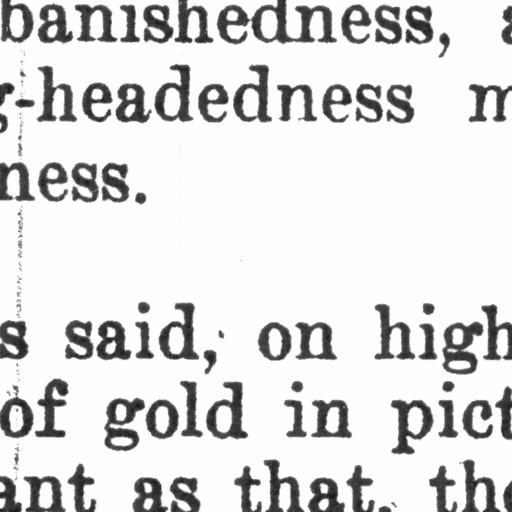 banishedness, a
g-headedness m
ness.
s said, on high
of gold in pict
ant as that, the